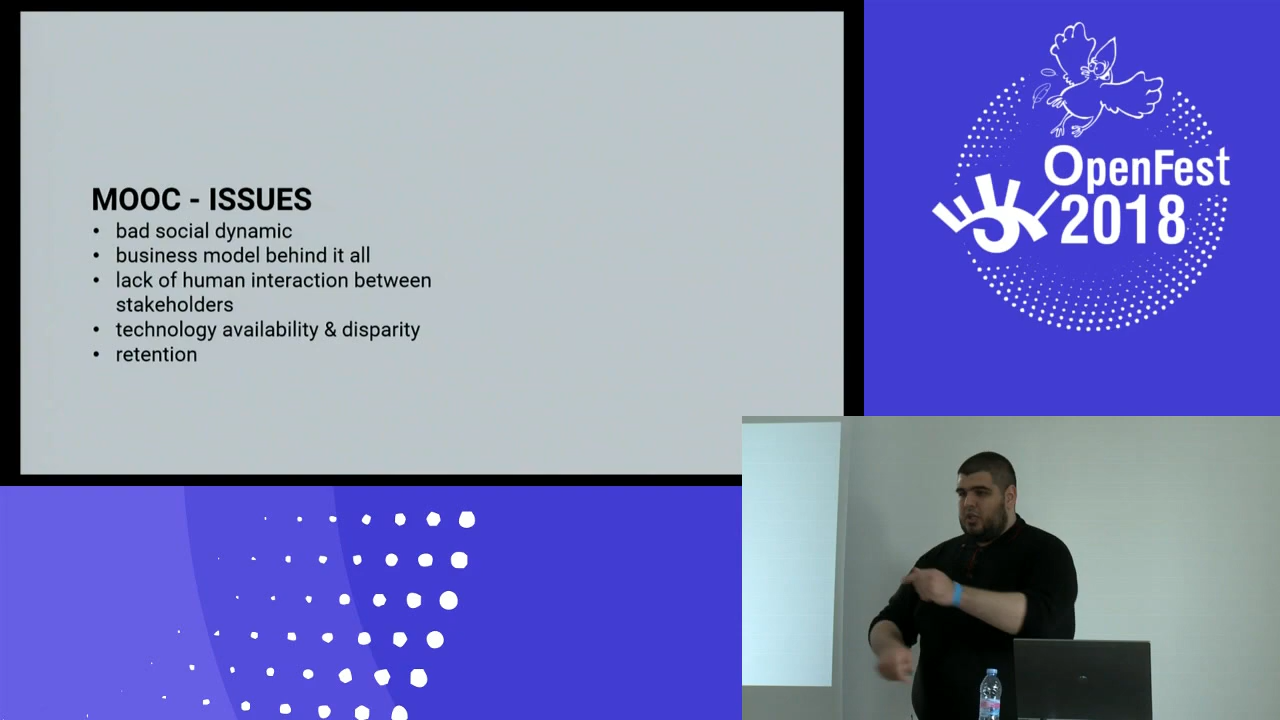 MOOC - ISSUES
• bad social dynamic
• business model behind it all
• lack of human interaction between
stakeholders
• technology availability & disparity
• retention
OpenFest
2018